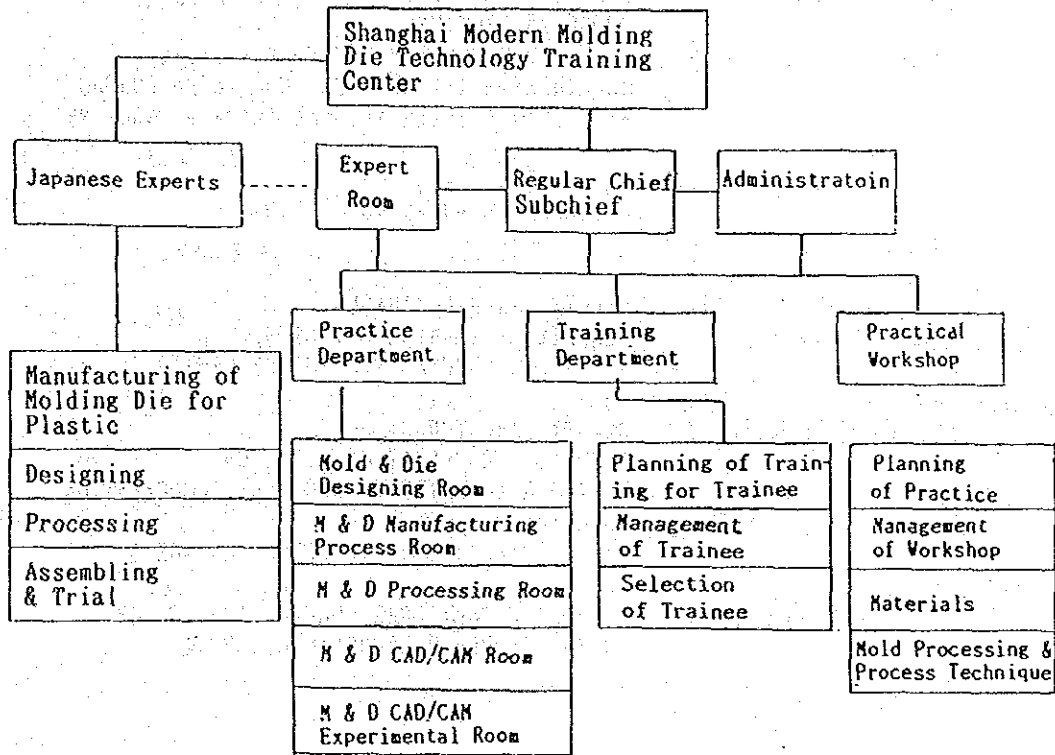 Shanghai Modern Molding
Die Technology Training
Center
Japanese Experts
Expert
Room
Regular Chief
Subchief
Administratoin
Practice
Department
Training
Department
Practical
Workshop
Manufacturing of
Molding Die for
Plastic
Designing
Processing
Assembling
& Trial
Mold & Die
Designing Room
M & D Manufacturing
Process Room
M & D Processing Room
M & D CAD/CAM Room
M & D CAD/CAM
Experimental Room
Planning of Train-
ing for Trainee
Management
of Trainee
Selection
of Trainee
Planning
of Practice
Management
of Workshop
Materials
Mold Processing &
Process Technique